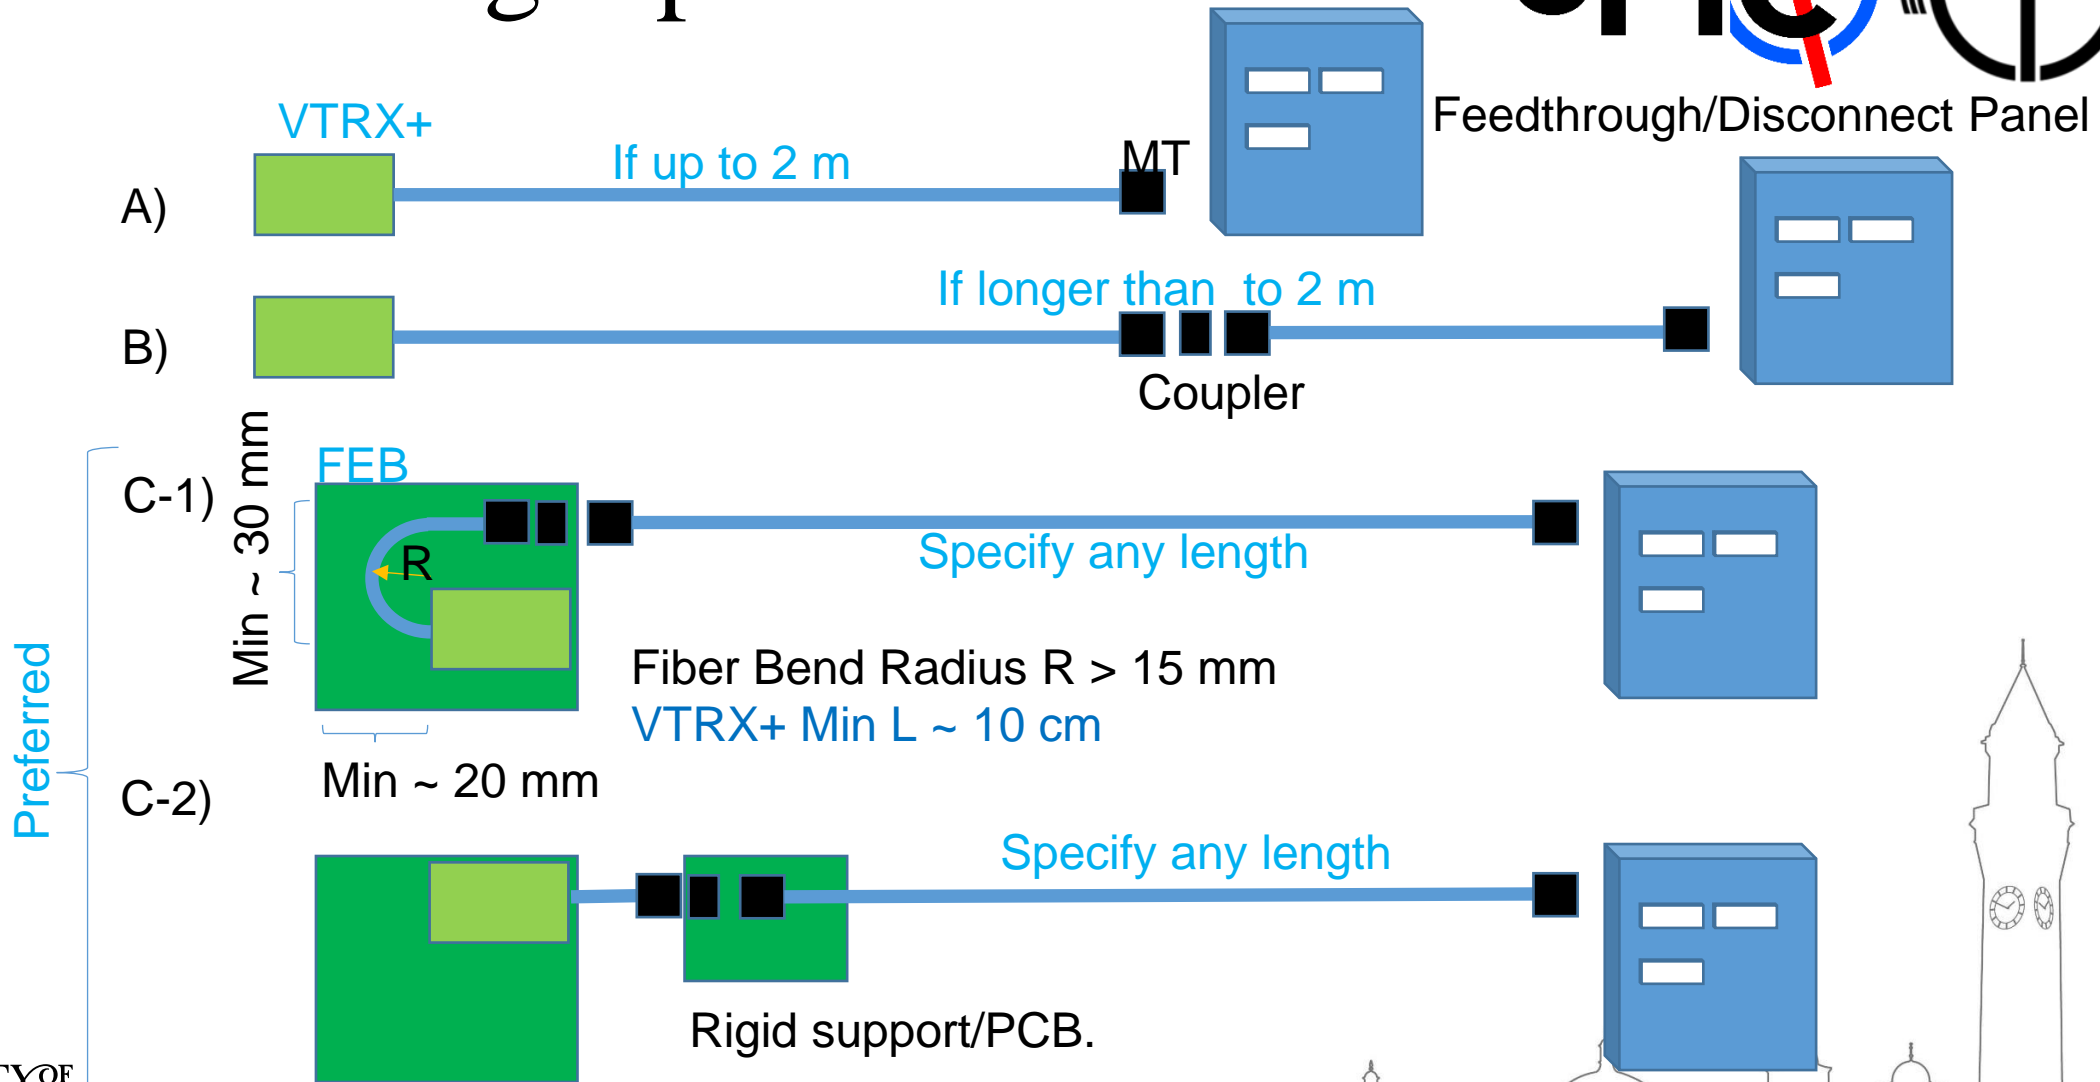 Feedthrough/Disconnect Panel
VTRX+
If up to 2 m
MT
A)
If longer than  to 2 m
B)
Coupler
Preferred
C-1)
Min ~ 30 mm
FEB
R
Specify any length
Fiber Bend Radius R > 15 mm
VTRX+ Min L ~ 10 cm
Min ~ 20 mm
C-2)
Specify any length
Rigid support/PCB.